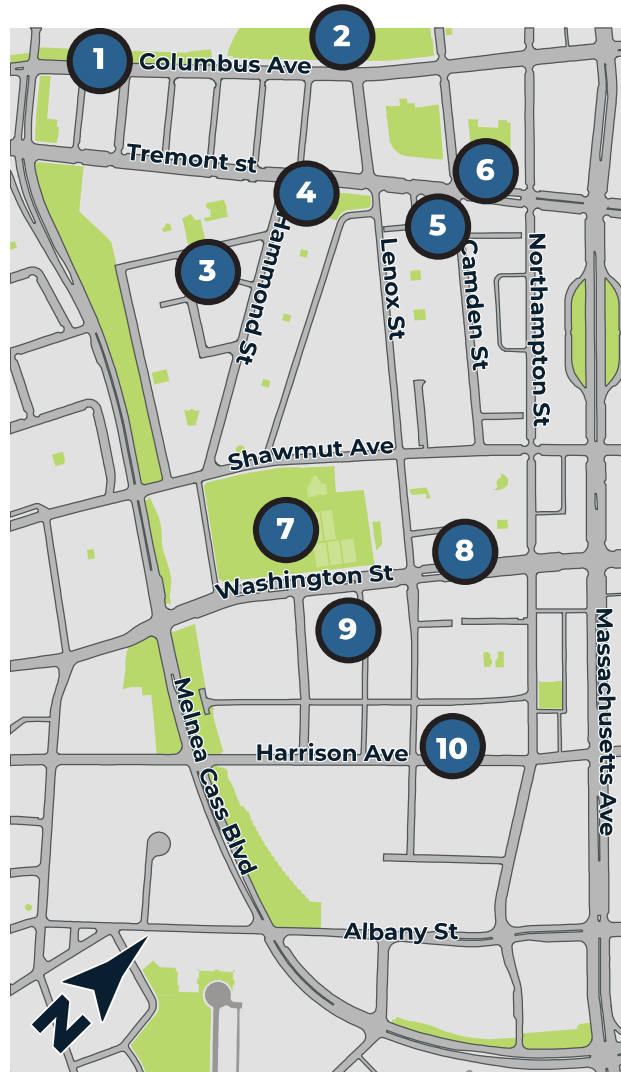 2
1
Columbus Ave
Tremont st
6
4
5
3
Hammond St
Lenox St
Camden St
Northampton St
Shawmut Ave
7
8
Washington St
9
Massachusetts Ave
Melnea Cass Blvd
Harrison Ave
10
Albany St
N